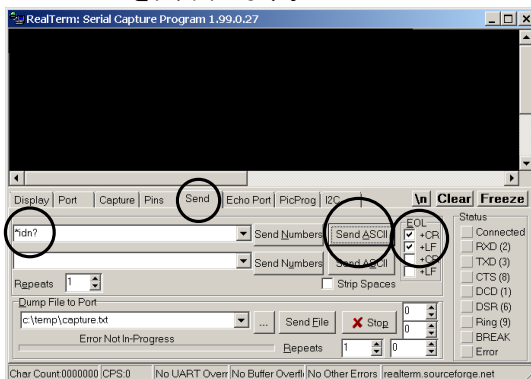 RealTerm: Serial Capture Program 1.99.0.27
Display Port Capture Pins Send Echo Port PicProg I2C \n Clear Freeze
*idn? Send Numbers Send ASCII
EOL
+CR
+LF
Send Numbers Send ASCII
+CR
+LF
Repeats 1 Strip Spaces
Dump File to Port
c:\temp\capture.txt ... Send File Stop 0
0
Error Not In-Progress
Repeats 1 0
Status
Connected
RXD (2)
TXD (3)
CTS (8)
DCD (1)
DSR (6)
Ring (9)
BREAK
Error
Char Count:0000000 CPS:0 No UART Overr No Buffer Overfl No Other Errors realterm.sourceforge.net